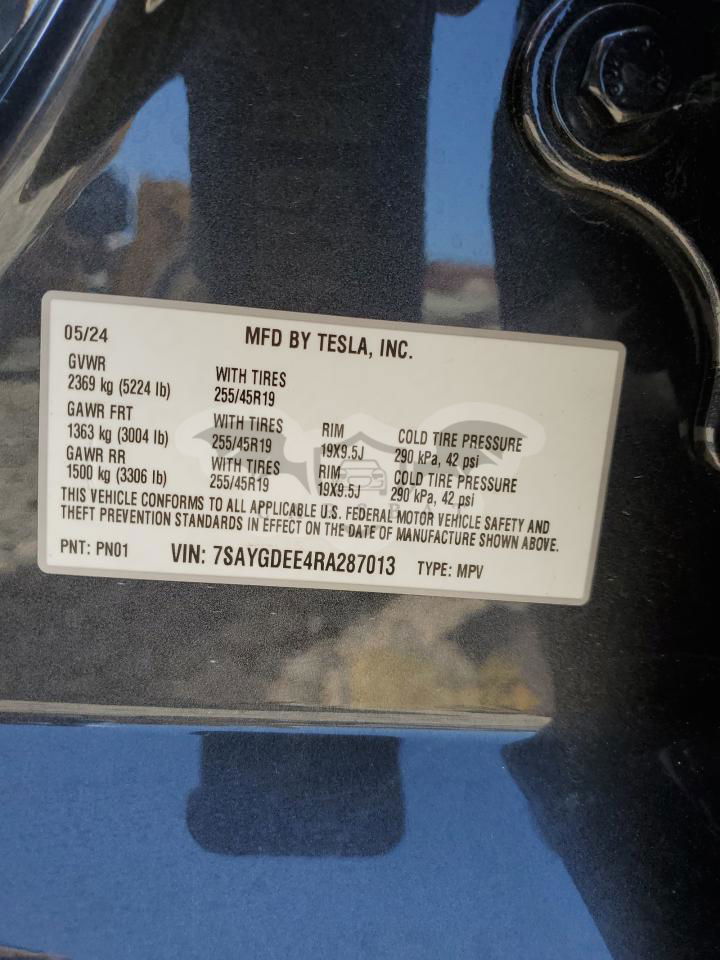 05/24 MFD BY TESLA, INC.
GVWR
2369 kg (5224 lb) WITH TIRES
255/45R19
GAWR FRT
1363 kg (3004 lb) WITH TIRES
255/45R19 RIM
19X9.5J COLD TIRE PRESSURE
290 kPa, 42 psi
GAWR RR
1500 kg (3306 lb) WITH TIRES
255/45R19 RIM
19X9.5J COLD TIRE PRESSURE
290 kPa, 42 psi
THIS VEHICLE CONFORMS TO ALL APPLICABLE U.S. FEDERAL MOTOR VEHICLE SAFETY AND
THEFT PREVENTION STANDARDS IN EFFECT ON THE DATE OF MANUFACTURE SHOWN ABOVE.
PNT: PN01 VIN: 7SAYGDEE4RA287013 TYPE: MPV